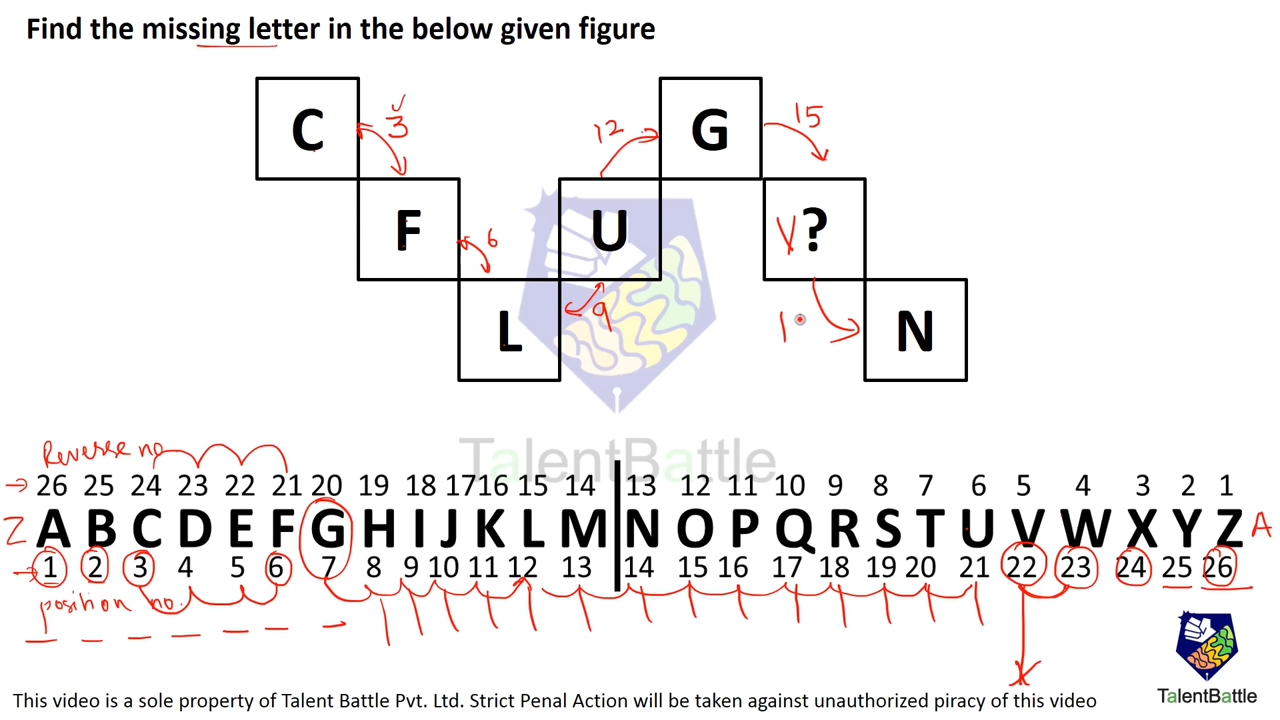 Find the missing letter in the below given figure
C
3
F
6
L
9
U
12
G
15
V?
1
N
TalentBattle
Reverse no
26 25 24 23 22 21 20 19 18 17 16 15 14 13 12 11 10 9 8 7 6 5 4 3 2 1
Z A B C D E F G H I J K L M N O P Q R S T U V W X Y Z A
1 2 3 4 5 6 7 8 9 10 11 12 13 14 15 16 17 18 19 20 21 22 23 24 25 26
position no.
TalentBattle
This video is a sole property of Talent Battle Pvt. Ltd. Strict Penal Action will be taken against unauthorized piracy of this video